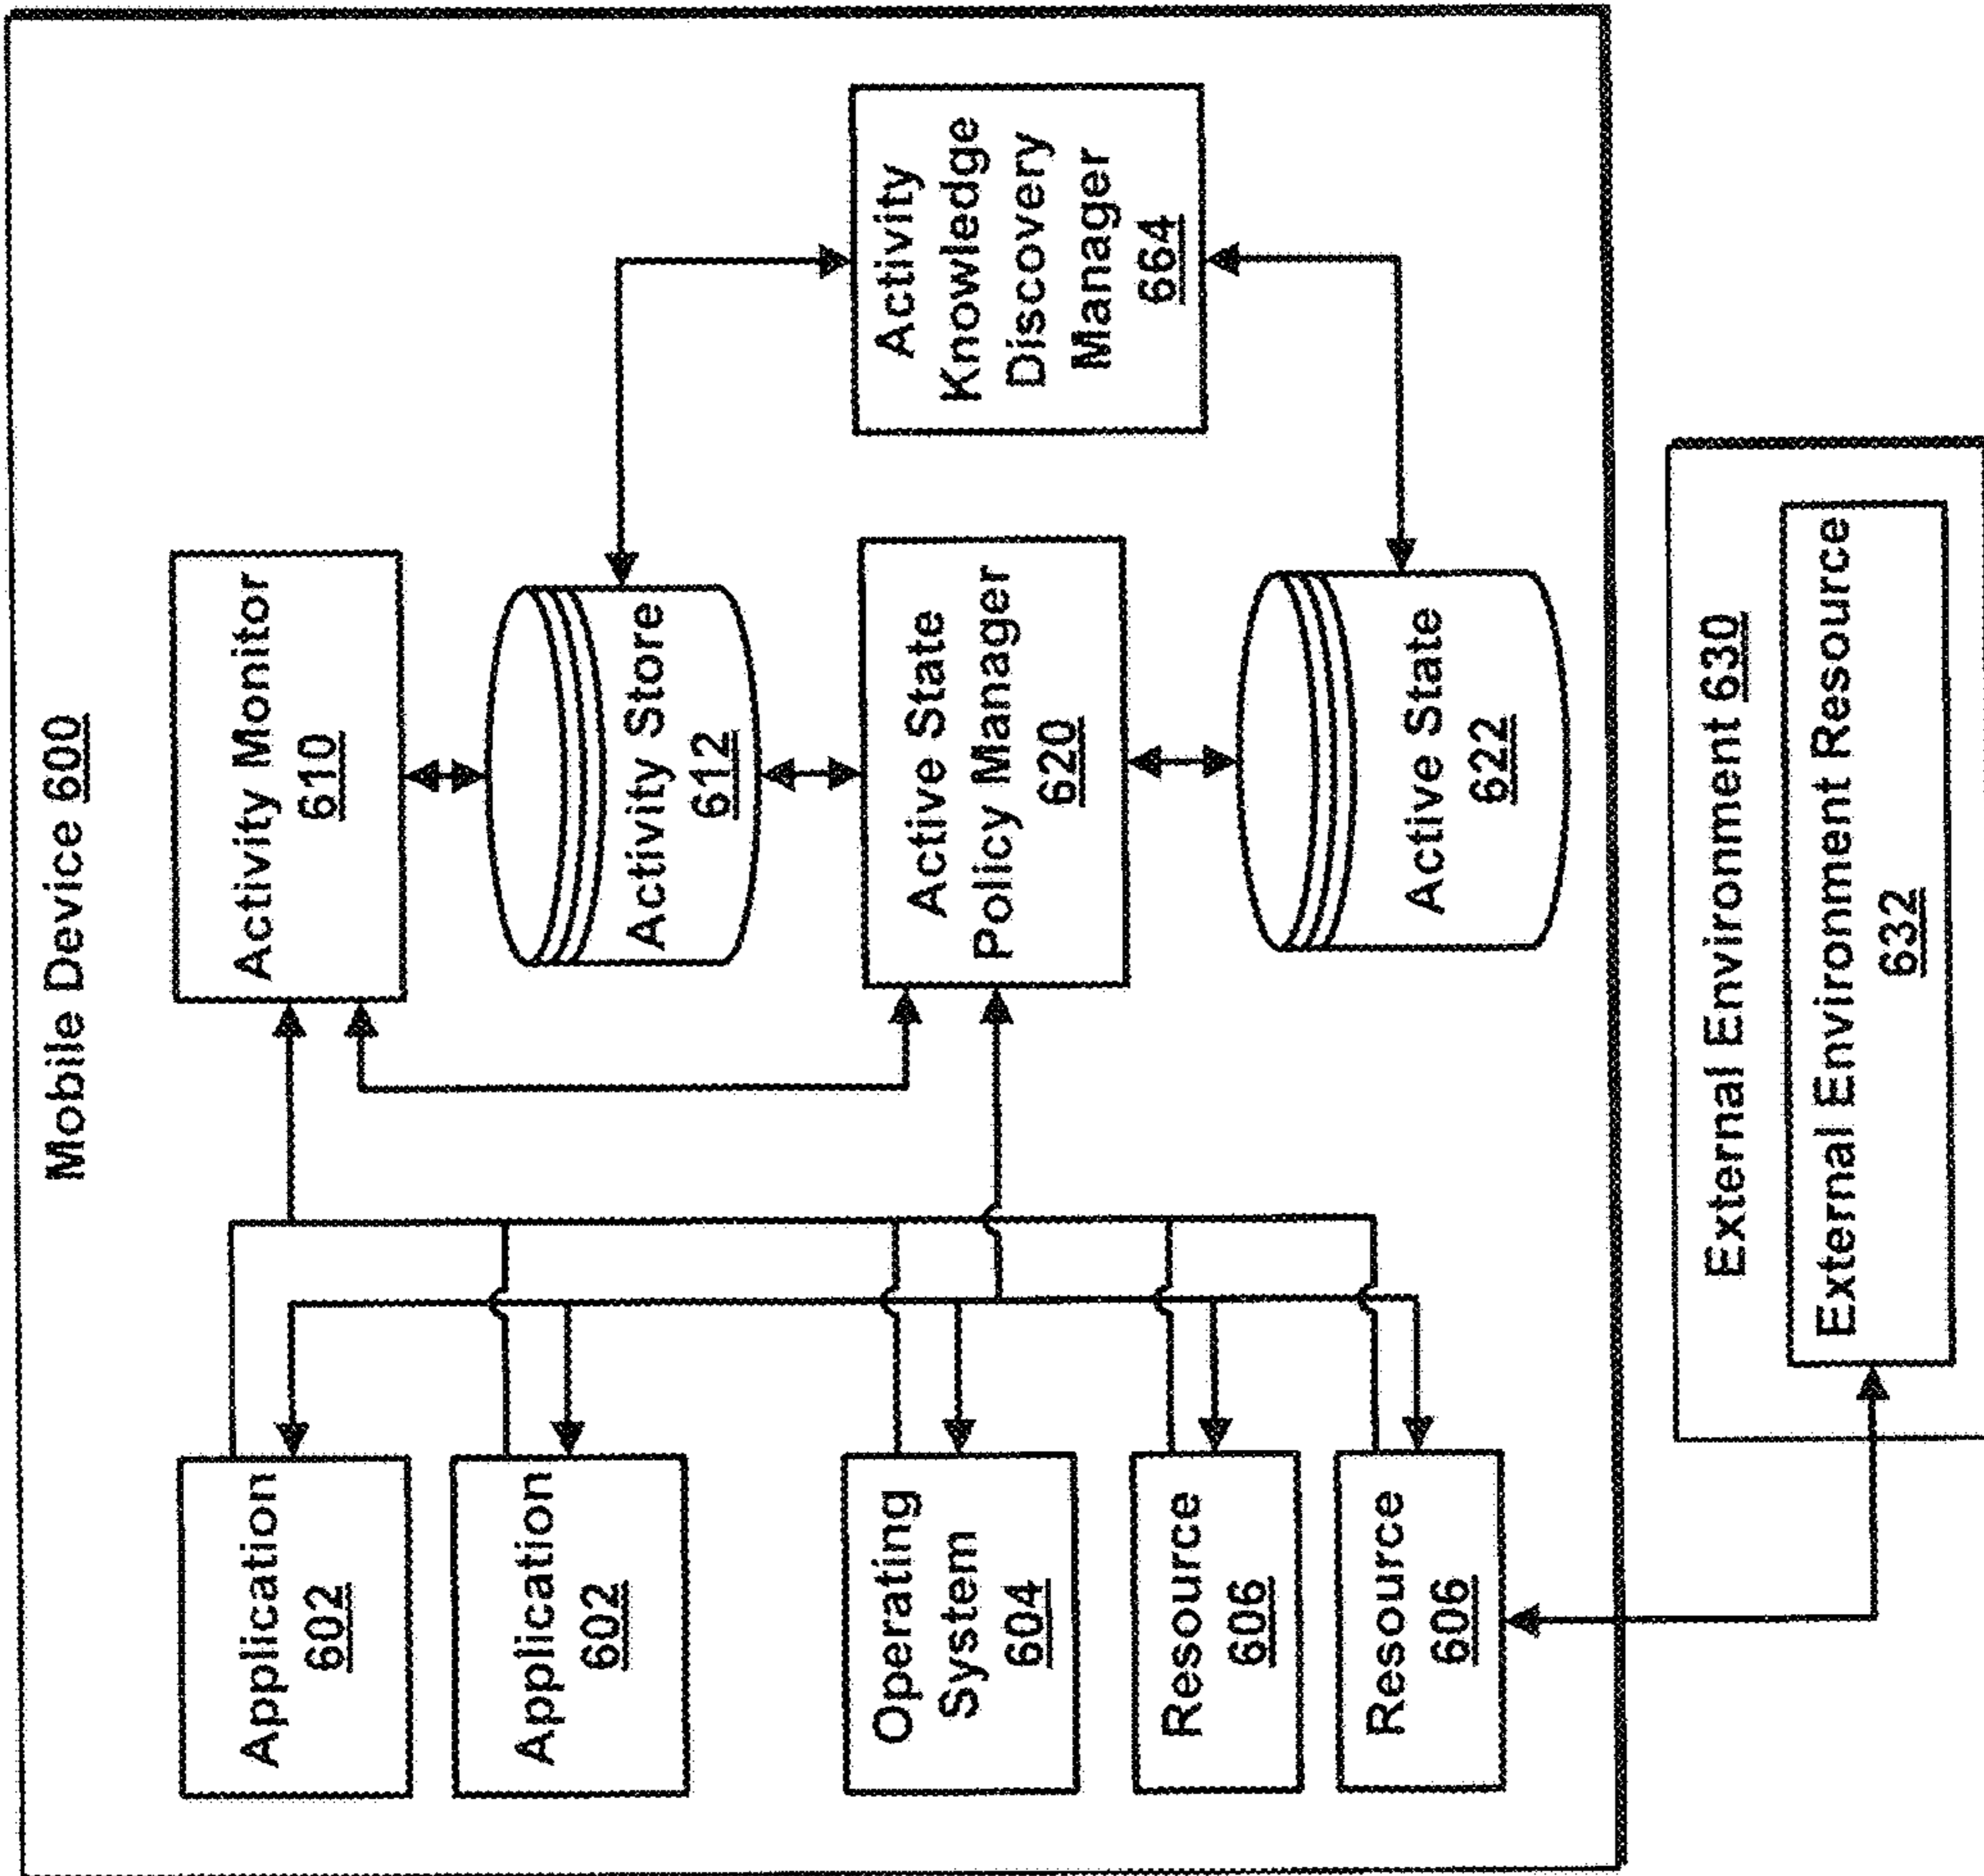 Mobile Device 600
Application
602
Application
602
Operating
System
604
Resource
606
Resource
606
Activity Monitor
610
Activity Store
612
Active State
Policy Manager
620
Active State
622
Activity
Knowledge
Discovery
Manager
664
External Environment 630
External Environment Resource
632